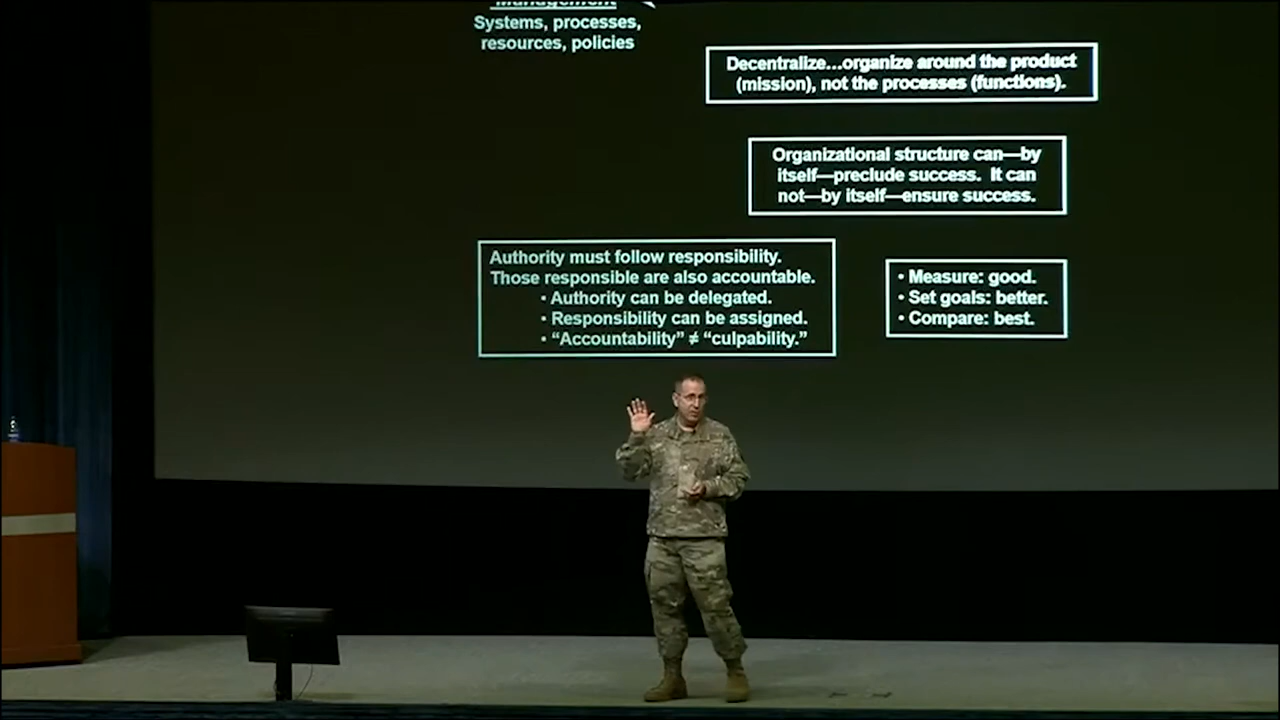 Management
Systems, processes,
resources, policies
Decentralize...organize around the product
(mission), not the processes (functions).
Organizational structure can—by
itself—preclude success. It can
not—by itself—ensure success.
Authority must follow responsibility.
Those responsible are also accountable.
• Authority can be delegated.
• Responsibility can be assigned.
• “Accountability” ≠ “culpability.”
• Measure: good.
• Set goals: better.
• Compare: best.